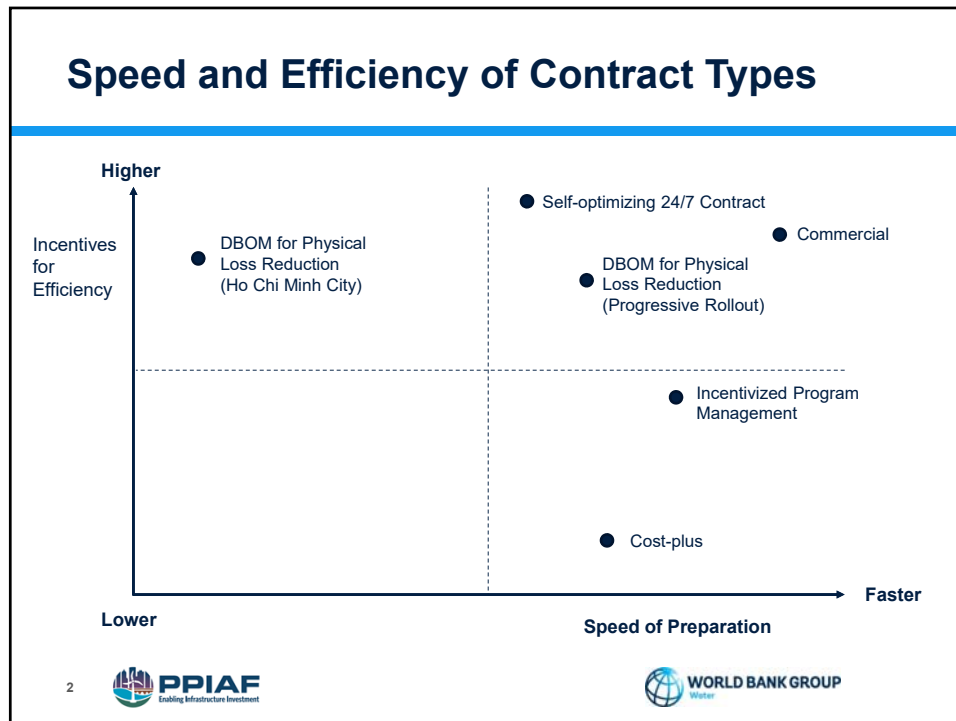 Speed and Efficiency of Contract Types
Higher
Incentives
for
Efficiency
DBOM for Physical
Loss Reduction
(Ho Chi Minh City)
Self-optimizing 24/7 Contract
Commercial
DBOM for Physical
Loss Reduction
(Progressive Rollout)
Incentivized Program
Management
Cost-plus
Faster
Lower
Speed of Preparation
2
PPIAF
Enabling Infrastructure Investment
WORLD BANK GROUP
Water